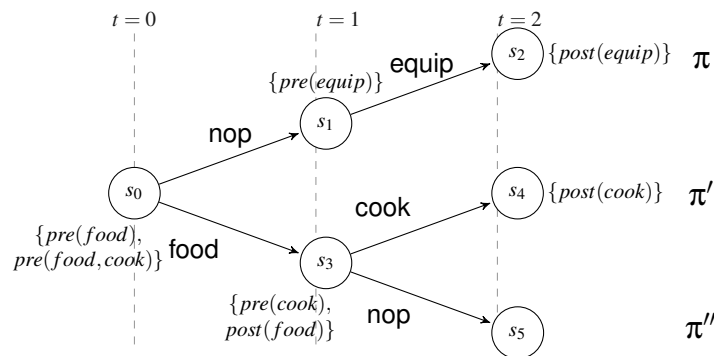 t = 0
t = 1
t = 2
s2
{post(equip)}
π
equip
{pre(equip)}
s1
nop
s0
s4
{post(cook)}
π′
cook
{pre(food),
pre(food,cook)}
food
s3
{pre(cook),
post(food)}
nop
s5
π″